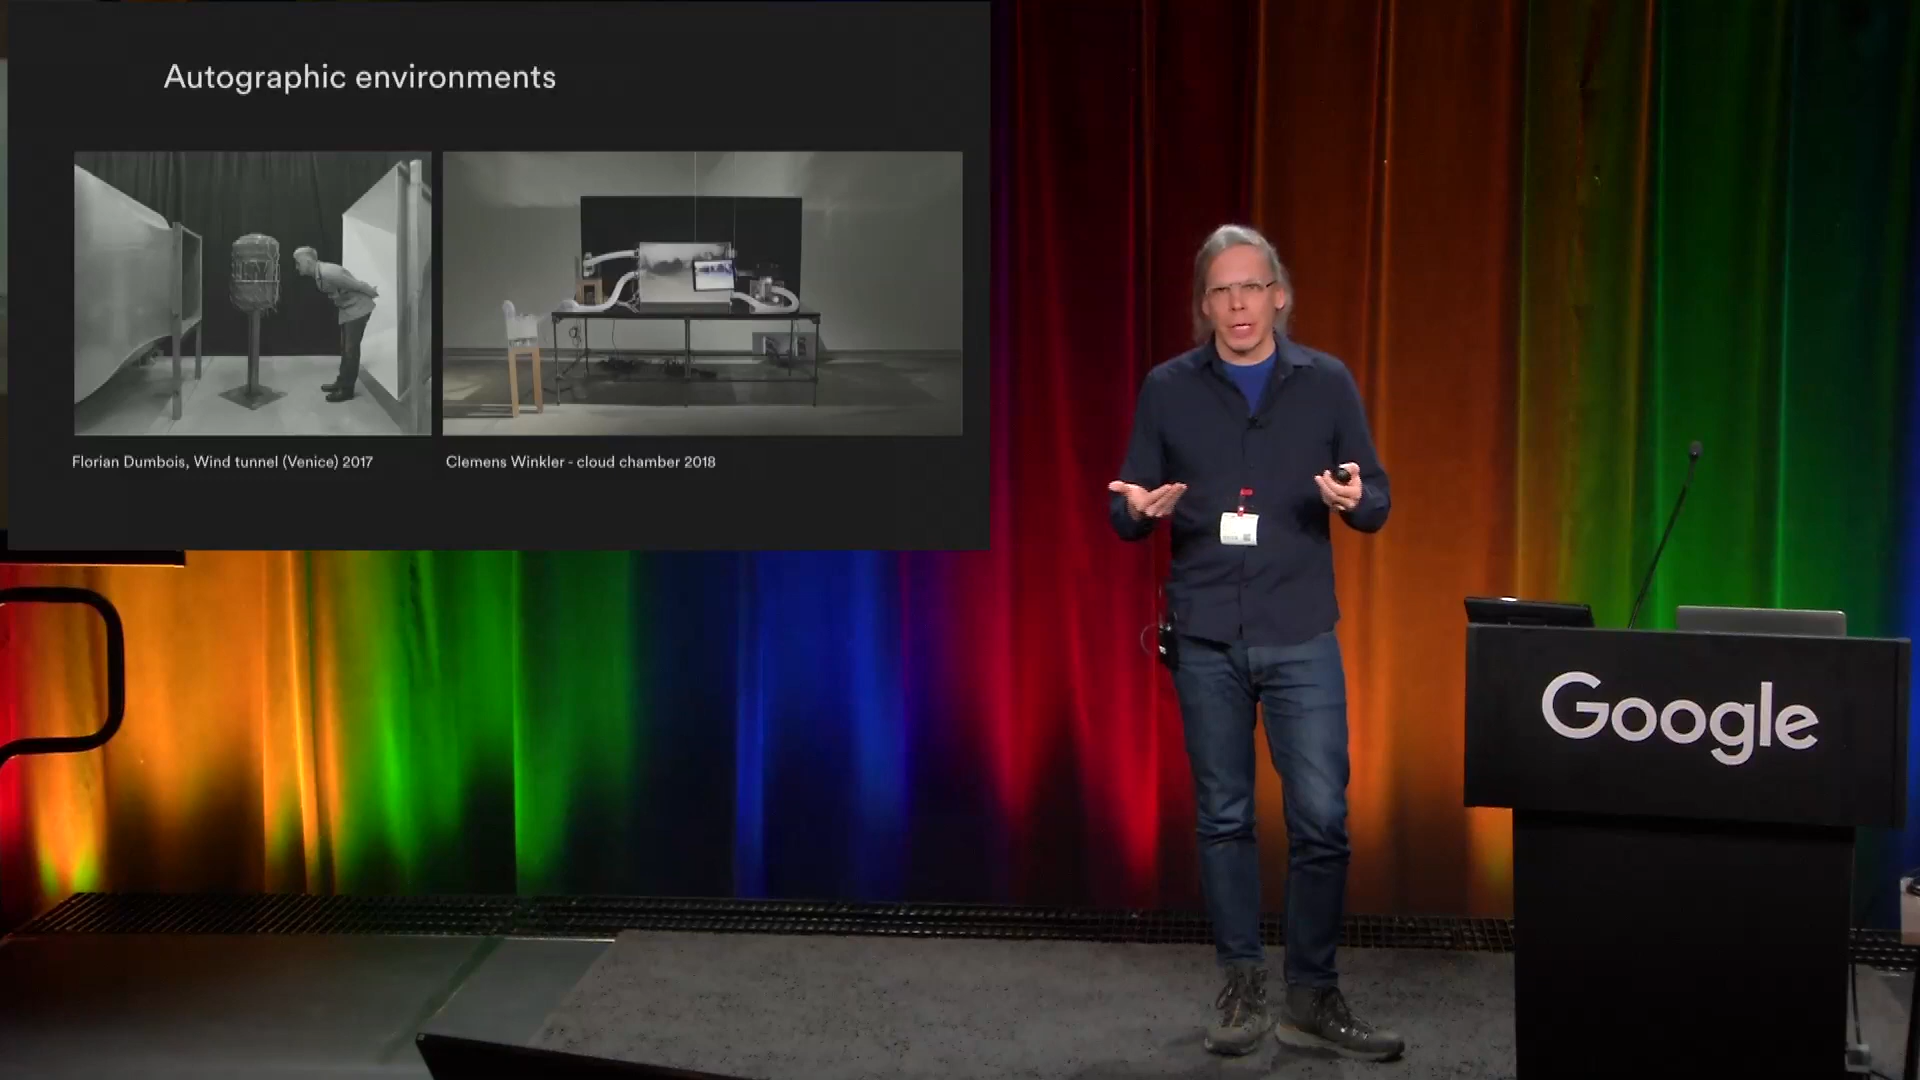 Autographic environments
Florian Dumbois, Wind tunnel (Venice) 2017
Clemens Winkler - cloud chamber 2018
Google